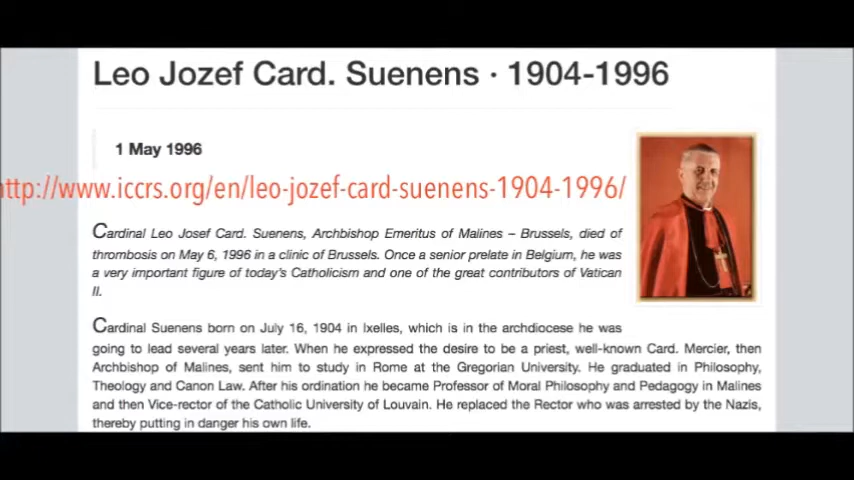 Leo Jozef Card. Suenens · 1904-1996
1 May 1996
http://www.iccrs.org/en/leo-jozef-card-suenens-1904-1996/
Cardinal Leo Josef Card. Suenens, Archbishop Emeritus of Malines – Brussels, died of
thrombosis on May 6, 1996 in a clinic of Brussels. Once a senior prelate in Belgium, he was
a very important figure of today's Catholicism and one of the great contributors of Vatican
II.
Cardinal Suenens born on July 16, 1904 in Ixelles, which is in the archdiocese he was
going to lead several years later. When he expressed the desire to be a priest, well-known Card. Mercier, then
Archbishop of Malines, sent him to study in Rome at the Gregorian University. He graduated in Philosophy,
Theology and Canon Law. After his ordination he became Professor of Moral Philosophy and Pedagogy in Malines
and then Vice-rector of the Catholic University of Louvain. He replaced the Rector who was arrested by the Nazis,
thereby putting in danger his own life.